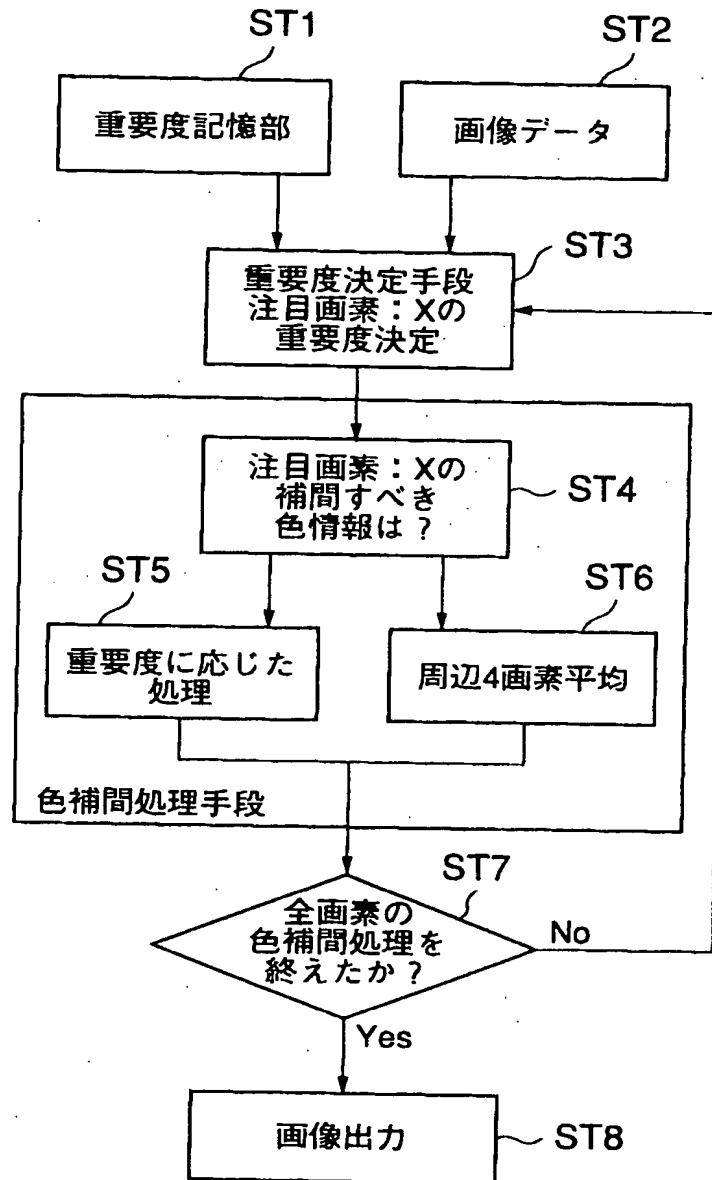 ST1
ST2
重要度記憶部
画像データ
ST3
重要度決定手段
注目画素：Xの
重要度決定
注目画素：Xの
補間すべき
色情報は？
ST4
ST5
ST6
重要度に応じた
処理
周辺4画素平均
色補間処理手段
ST7
全画素の
色補間処理を
終えたか？
No
Yes
画像出力
ST8